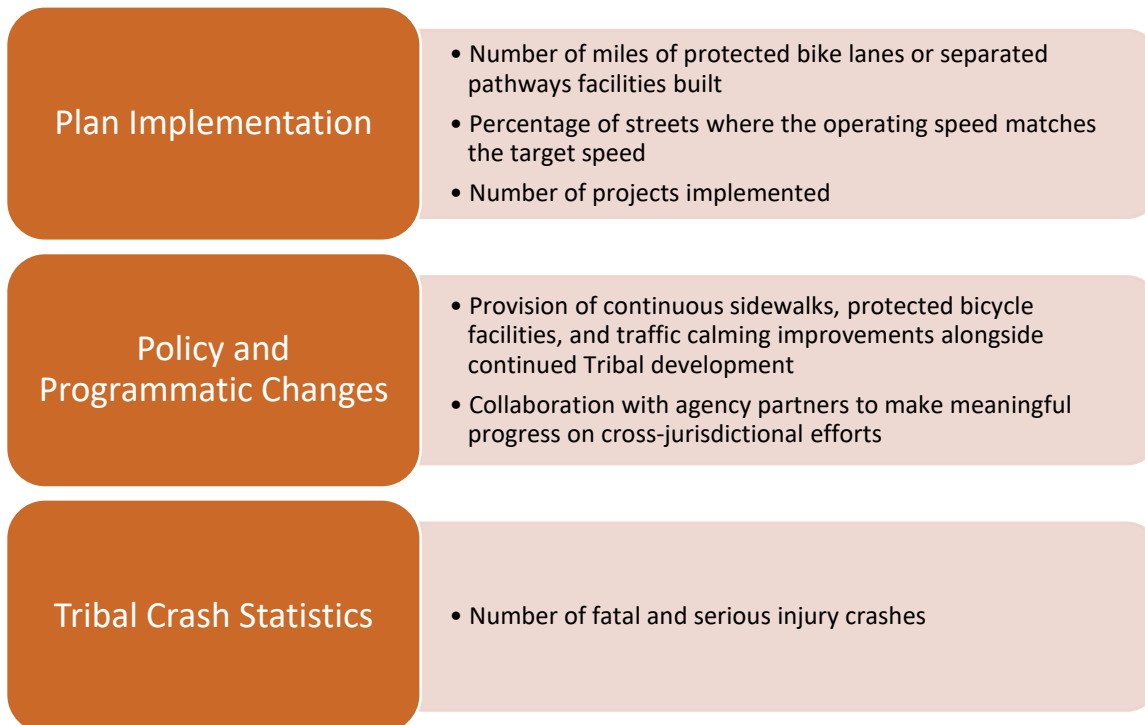 Plan Implementation
• Number of miles of protected bike lanes or separated
pathways facilities built
• Percentage of streets where the operating speed matches
the target speed
• Number of projects implemented
Policy and
Programmatic Changes
• Provision of continuous sidewalks, protected bicycle
facilities, and traffic calming improvements alongside
continued Tribal development
• Collaboration with agency partners to make meaningful
progress on cross-jurisdictional efforts
Tribal Crash Statistics
• Number of fatal and serious injury crashes